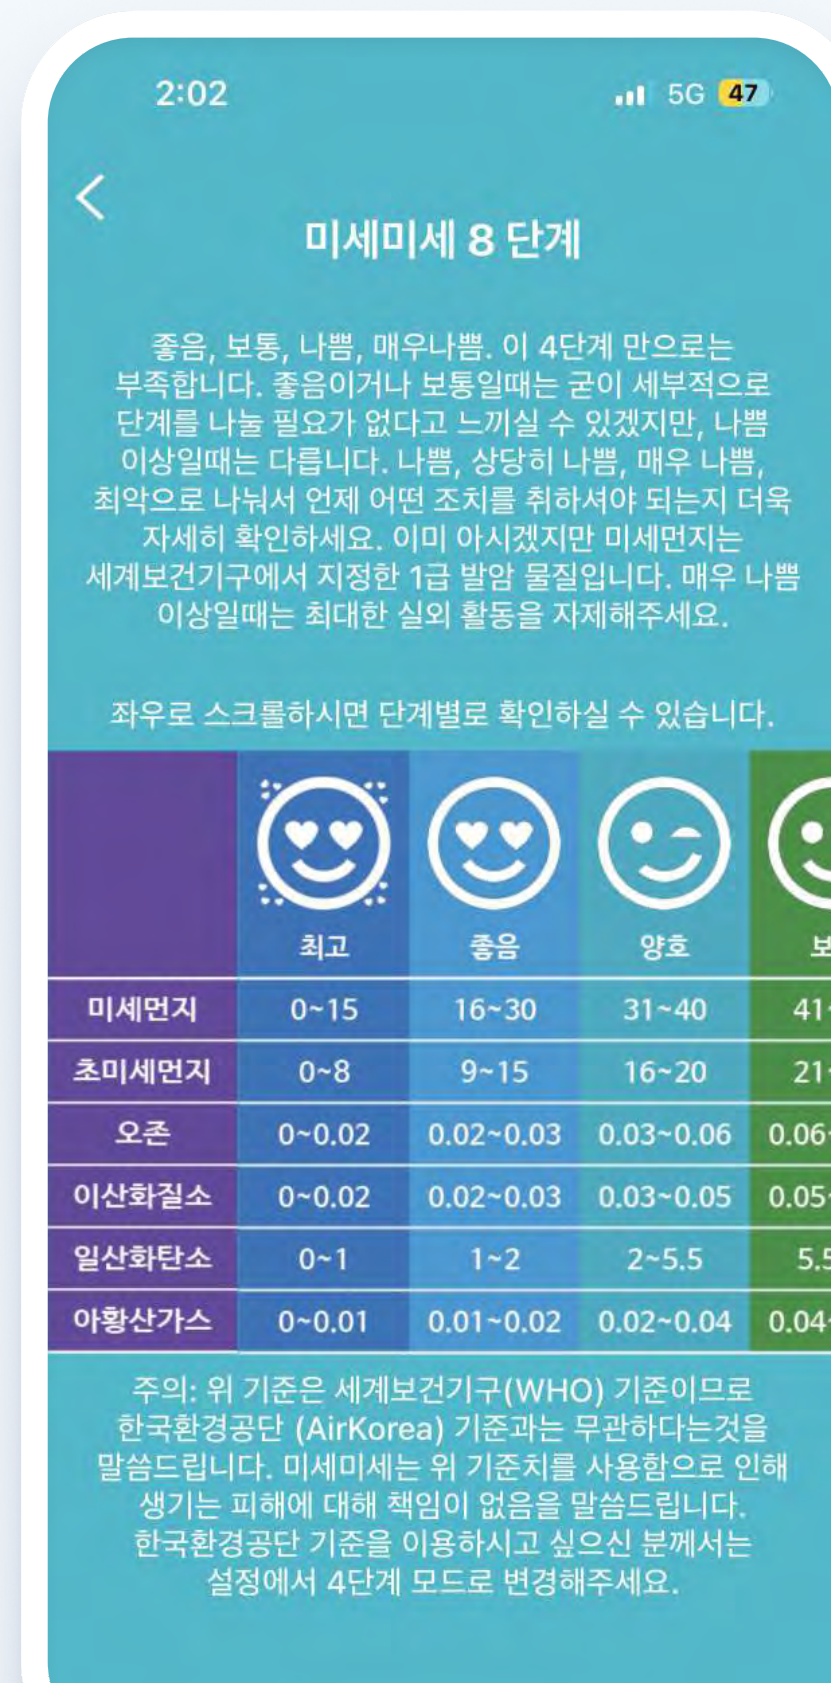 2:02
5G 47
미세미세 8 단계
좋음, 보통, 나쁨, 매우나쁨. 이 4단계 만으로는
부족합니다. 좋음이거나 보통일때는 굳이 세부적으로
단계를 나눌 필요가 없다고 느끼실 수 있겠지만, 나쁨
이상일때는 다릅니다. 나쁨, 상당히 나쁨, 매우 나쁨,
최악으로 나눠서 언제 어떤 조치를 취하셔야 되는지 더욱
자세히 확인하세요. 이미 아시겠지만 미세먼지는
세계보건기구에서 지정한 1급 발암 물질입니다. 매우 나쁨
이상일때는 최대한 실외 활동을 자제해주세요.
좌우로 스크롤하시면 단계별로 확인하실 수 있습니다.
최고 좋음 양호
미세먼지 0~15 16~30 31~40 41~
초미세먼지 0~8 9~15 16~20 21~
오존 0~0.02 0.02~0.03 0.03~0.06 0.06~
이산화질소 0~0.02 0.02~0.03 0.03~0.05 0.05~
일산화탄소 0~1 1~2 2~5.5 5.5
아황산가스 0~0.01 0.01~0.02 0.02~0.04 0.04~
주의: 위 기준은 세계보건기구(WHO) 기준이므로
한국환경공단 (AirKorea) 기준과는 무관하다는것을
말씀드립니다. 미세미세는 위 기준치를 사용함으로 인해
생기는 피해에 대해 책임이 없음을 말씀드립니다.
한국환경공단 기준을 이용하시고 싶으신 분께서는
설정에서 4단계 모드로 변경해주세요.